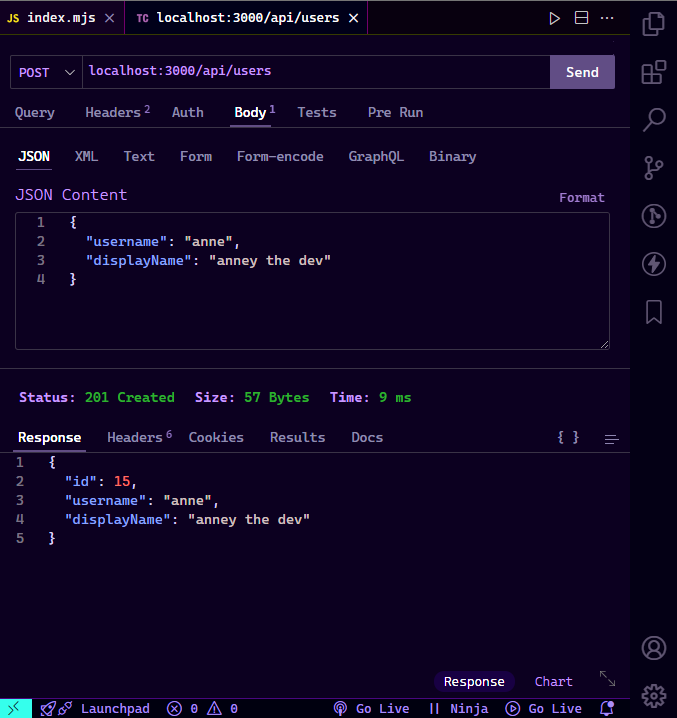 JS index.mjs
TC localhost:3000/api/users
POST localhost:3000/api/users Send
Query Headers 2 Auth Body 1 Tests Pre Run
JSON XML Text Form Form-encode GraphQL Binary
JSON Content Format
1 {
2 "username": "anne",
3 "displayName": "anney the dev"
4 }
Status: 201 Created Size: 57 Bytes Time: 9 ms
Response Headers 6 Cookies Results Docs { }
1 {
2 "id": 15,
3 "username": "anne",
4 "displayName": "anney the dev"
5 }
Response Chart
Launchpad 0 0 Go Live Ninja Go Live